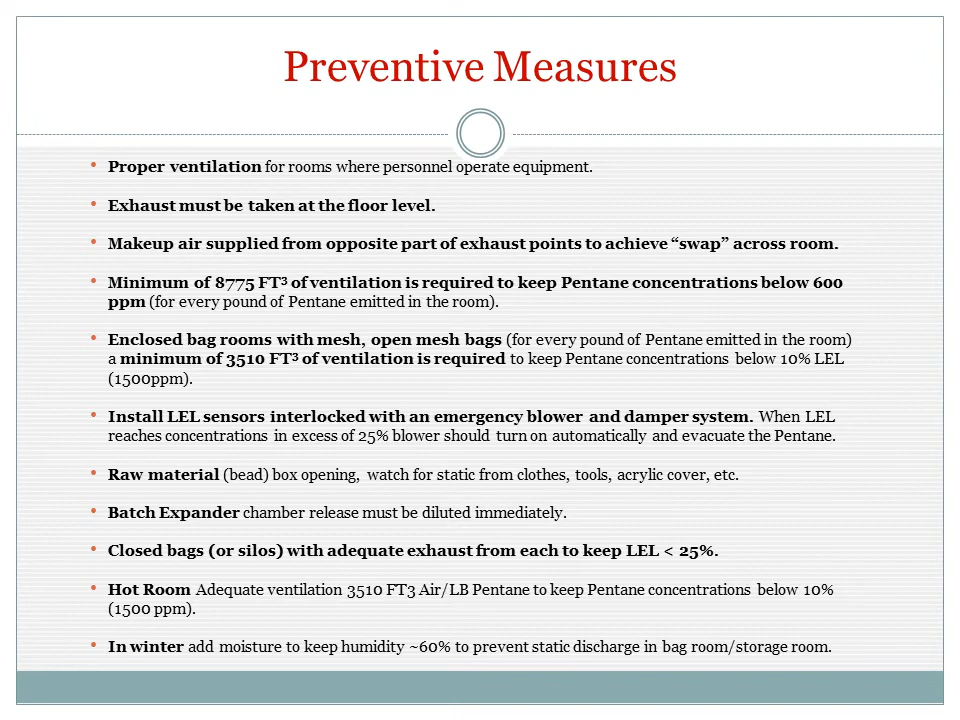 Preventive Measures
• Proper ventilation for rooms where personnel operate equipment.
• Exhaust must be taken at the floor level.
• Makeup air supplied from opposite part of exhaust points to achieve “swap” across room.
• Minimum of 8775 FT³ of ventilation is required to keep Pentane concentrations below 600
ppm (for every pound of Pentane emitted in the room).
• Enclosed bag rooms with mesh, open mesh bags (for every pound of Pentane emitted in the room)
a minimum of 3510 FT³ of ventilation is required to keep Pentane concentrations below 10% LEL
(1500ppm).
• Install LEL sensors interlocked with an emergency blower and damper system. When LEL
reaches concentrations in excess of 25% blower should turn on automatically and evacuate the Pentane.
• Raw material (bead) box opening, watch for static from clothes, tools, acrylic cover, etc.
• Batch Expander chamber release must be diluted immediately.
• Closed bags (or silos) with adequate exhaust from each to keep LEL < 25%.
• Hot Room Adequate ventilation 3510 FT3 Air/LB Pentane to keep Pentane concentrations below 10%
(1500 ppm).
• In winter add moisture to keep humidity ~60% to prevent static discharge in bag room/storage room.